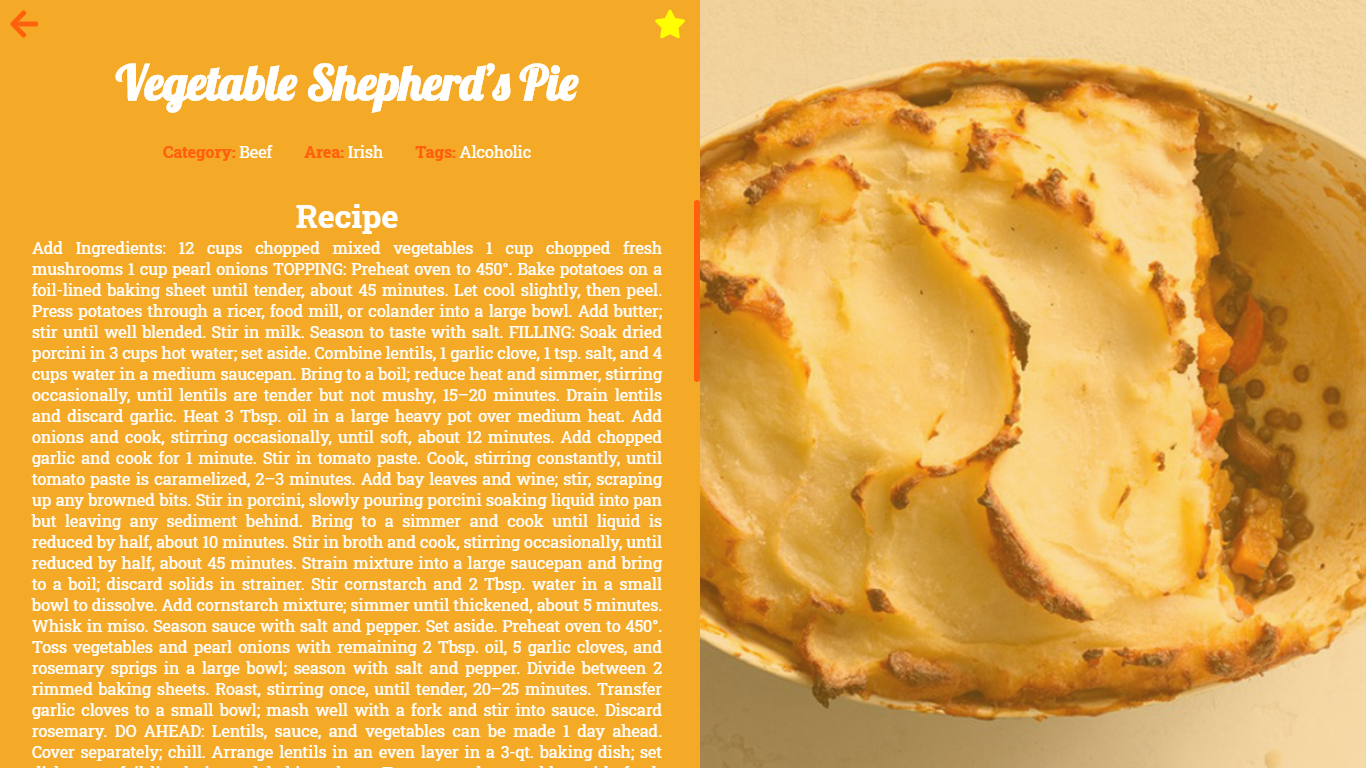 Vegetable Shepherd's Pie
Category: Beef Area: Irish Tags: Alcoholic
Recipe
Add Ingredients: 12 cups chopped mixed vegetables 1 cup chopped fresh
mushrooms 1 cup pearl onions TOPPING: Preheat oven to 450°. Bake potatoes on a
foil-lined baking sheet until tender, about 45 minutes. Let cool slightly, then peel.
Press potatoes through a ricer, food mill, or colander into a large bowl. Add butter;
stir until well blended. Stir in milk. Season to taste with salt. FILLING: Soak dried
porcini in 3 cups hot water; set aside. Combine lentils, 1 garlic clove, 1 tsp. salt, and 4
cups water in a medium saucepan. Bring to a boil; reduce heat and simmer, stirring
occasionally, until lentils are tender but not mushy, 15–20 minutes. Drain lentils
and discard garlic. Heat 3 Tbsp. oil in a large heavy pot over medium heat. Add
onions and cook, stirring occasionally, until soft, about 12 minutes. Add chopped
garlic and cook for 1 minute. Stir in tomato paste. Cook, stirring constantly, until
tomato paste is caramelized, 2–3 minutes. Add bay leaves and wine; stir, scraping
up any browned bits. Stir in porcini, slowly pouring porcini soaking liquid into pan
but leaving any sediment behind. Bring to a simmer and cook until liquid is
reduced by half, about 10 minutes. Stir in broth and cook, stirring occasionally, until
reduced by half, about 45 minutes. Strain mixture into a large saucepan and bring
to a boil; discard solids in strainer. Stir cornstarch and 2 Tbsp. water in a small
bowl to dissolve. Add cornstarch mixture; simmer until thickened, about 5 minutes.
Whisk in miso. Season sauce with salt and pepper. Set aside. Preheat oven to 450°.
Toss vegetables and pearl onions with remaining 2 Tbsp. oil, 5 garlic cloves, and
rosemary sprigs in a large bowl; season with salt and pepper. Divide between 2
rimmed baking sheets. Roast, stirring once, until tender, 20–25 minutes. Transfer
garlic cloves to a small bowl; mash well with a fork and stir into sauce. Discard
rosemary. DO AHEAD: Lentils, sauce, and vegetables can be made 1 day ahead.
Cover separately; chill. Arrange lentils in an even layer in a 3-qt. baking dish; set